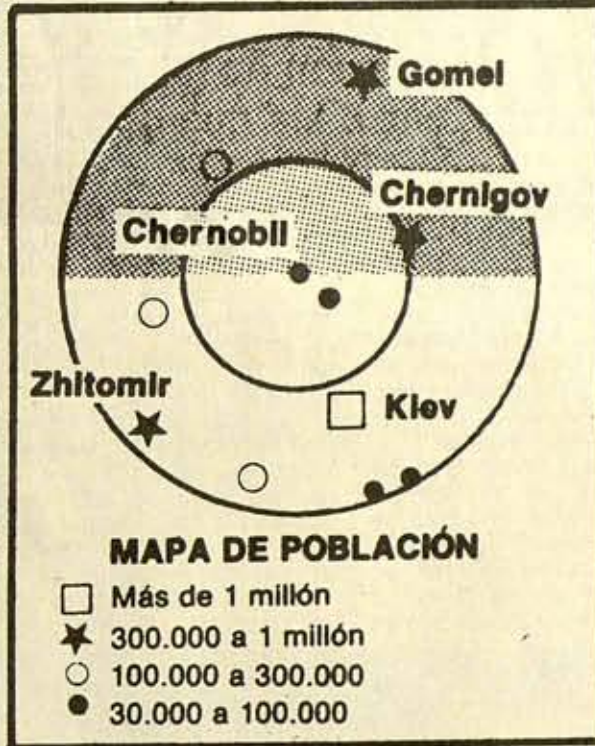 Gomel
Chernigov
Chernobil
Zhitomir
Kiev
MAPA DE POBLACIÓN
Más de 1 millón
300.000 a 1 millón
100.000 a 300.000
30.000 a 100.000